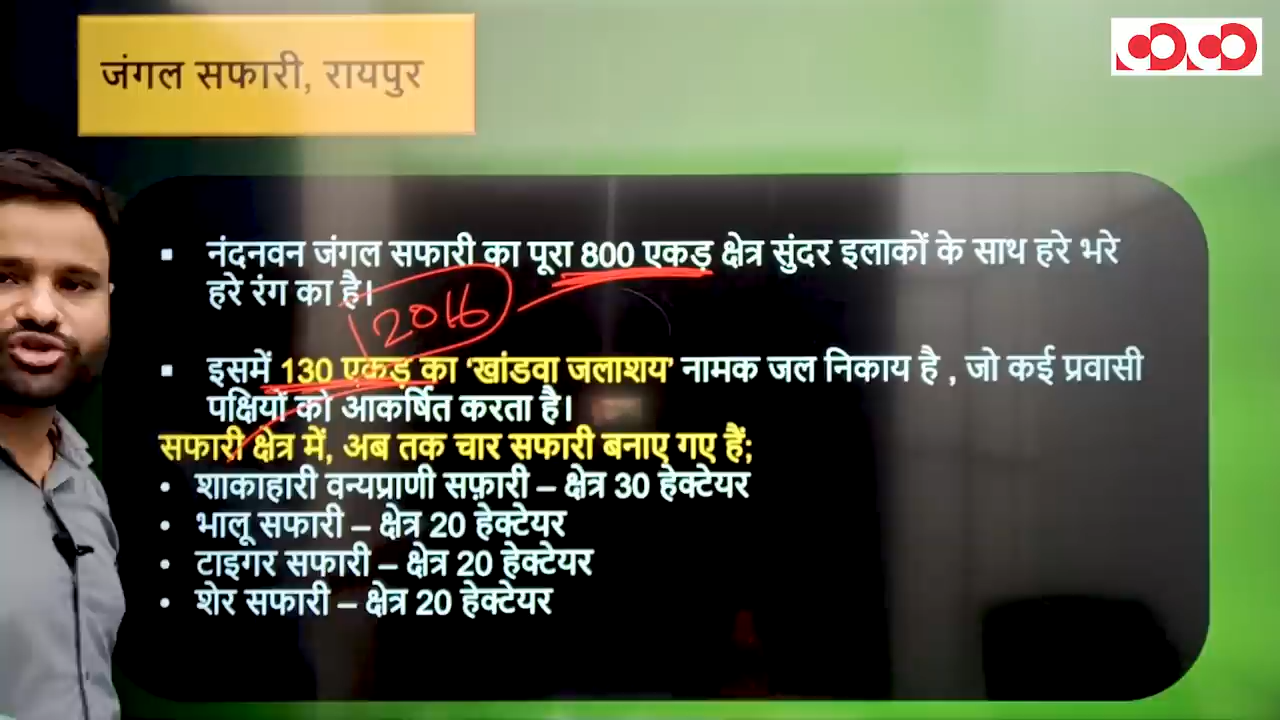 जंगल सफारी, रायपुर
▪ नंदनवन जंगल सफारी का पूरा 800 एकड़ क्षेत्र सुंदर इलाकों के साथ हरे भरे
हरे रंग का है।
2016
▪ इसमें 130 एकड़ का ‘खांडवा जलाशय’ नामक जल निकाय है , जो कई प्रवासी
पक्षियों को आकर्षित करता है।
सफारी क्षेत्र में, अब तक चार सफारी बनाए गए हैं;
• शाकाहारी वन्यप्राणी सफ़ारी – क्षेत्र 30 हेक्टेयर
• भालू सफारी – क्षेत्र 20 हेक्टेयर
• टाइगर सफारी – क्षेत्र 20 हेक्टेयर
• शेर सफारी – क्षेत्र 20 हेक्टेयर